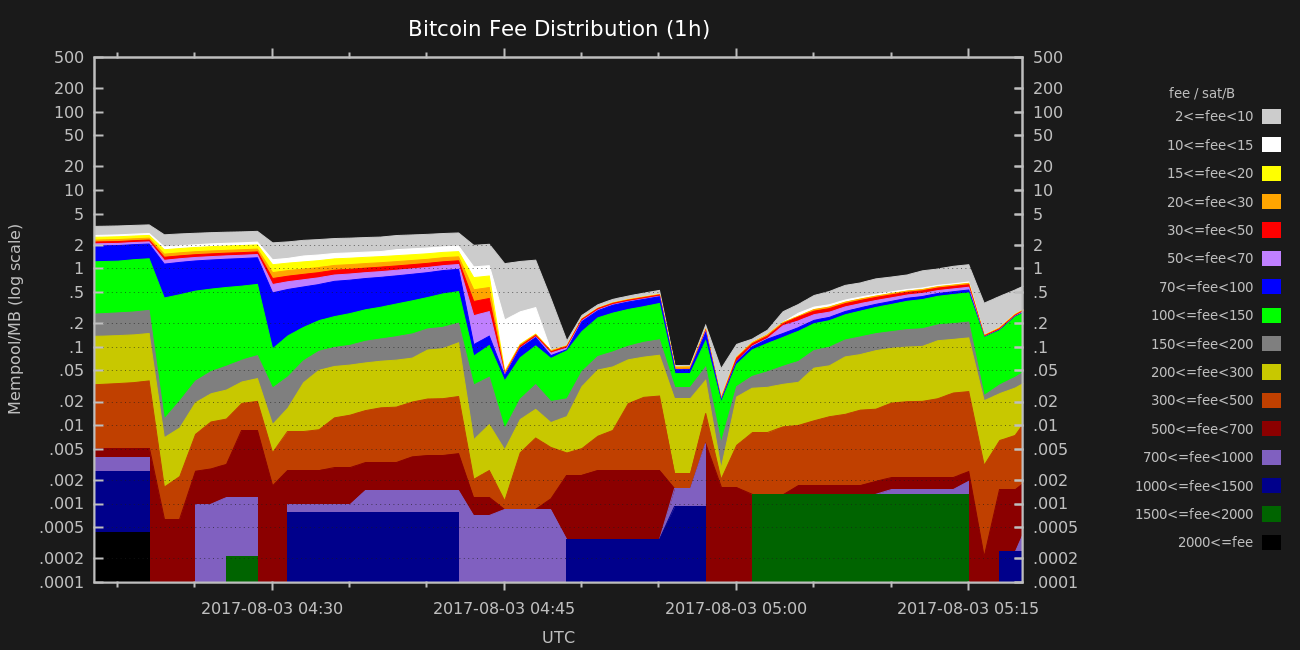 Bitcoin Fee Distribution (1h)
Mempool/MB (log scale)
500
200
100
50
20
10
5
2
1
.5
.2
.1
.05
.02
.01
.005
.002
.001
.0005
.0002
.0001
500
200
100
50
20
10
5
2
1
.5
.2
.1
.05
.02
.01
.005
.002
.001
.0005
.0002
.0001
2017-08-03 04:30
2017-08-03 04:45
2017-08-03 05:00
2017-08-03 05:15
UTC
fee / sat/B
2<=fee<10
10<=fee<15
15<=fee<20
20<=fee<30
30<=fee<50
50<=fee<70
70<=fee<100
100<=fee<150
150<=fee<200
200<=fee<300
300<=fee<500
500<=fee<700
700<=fee<1000
1000<=fee<1500
1500<=fee<2000
2000<=fee